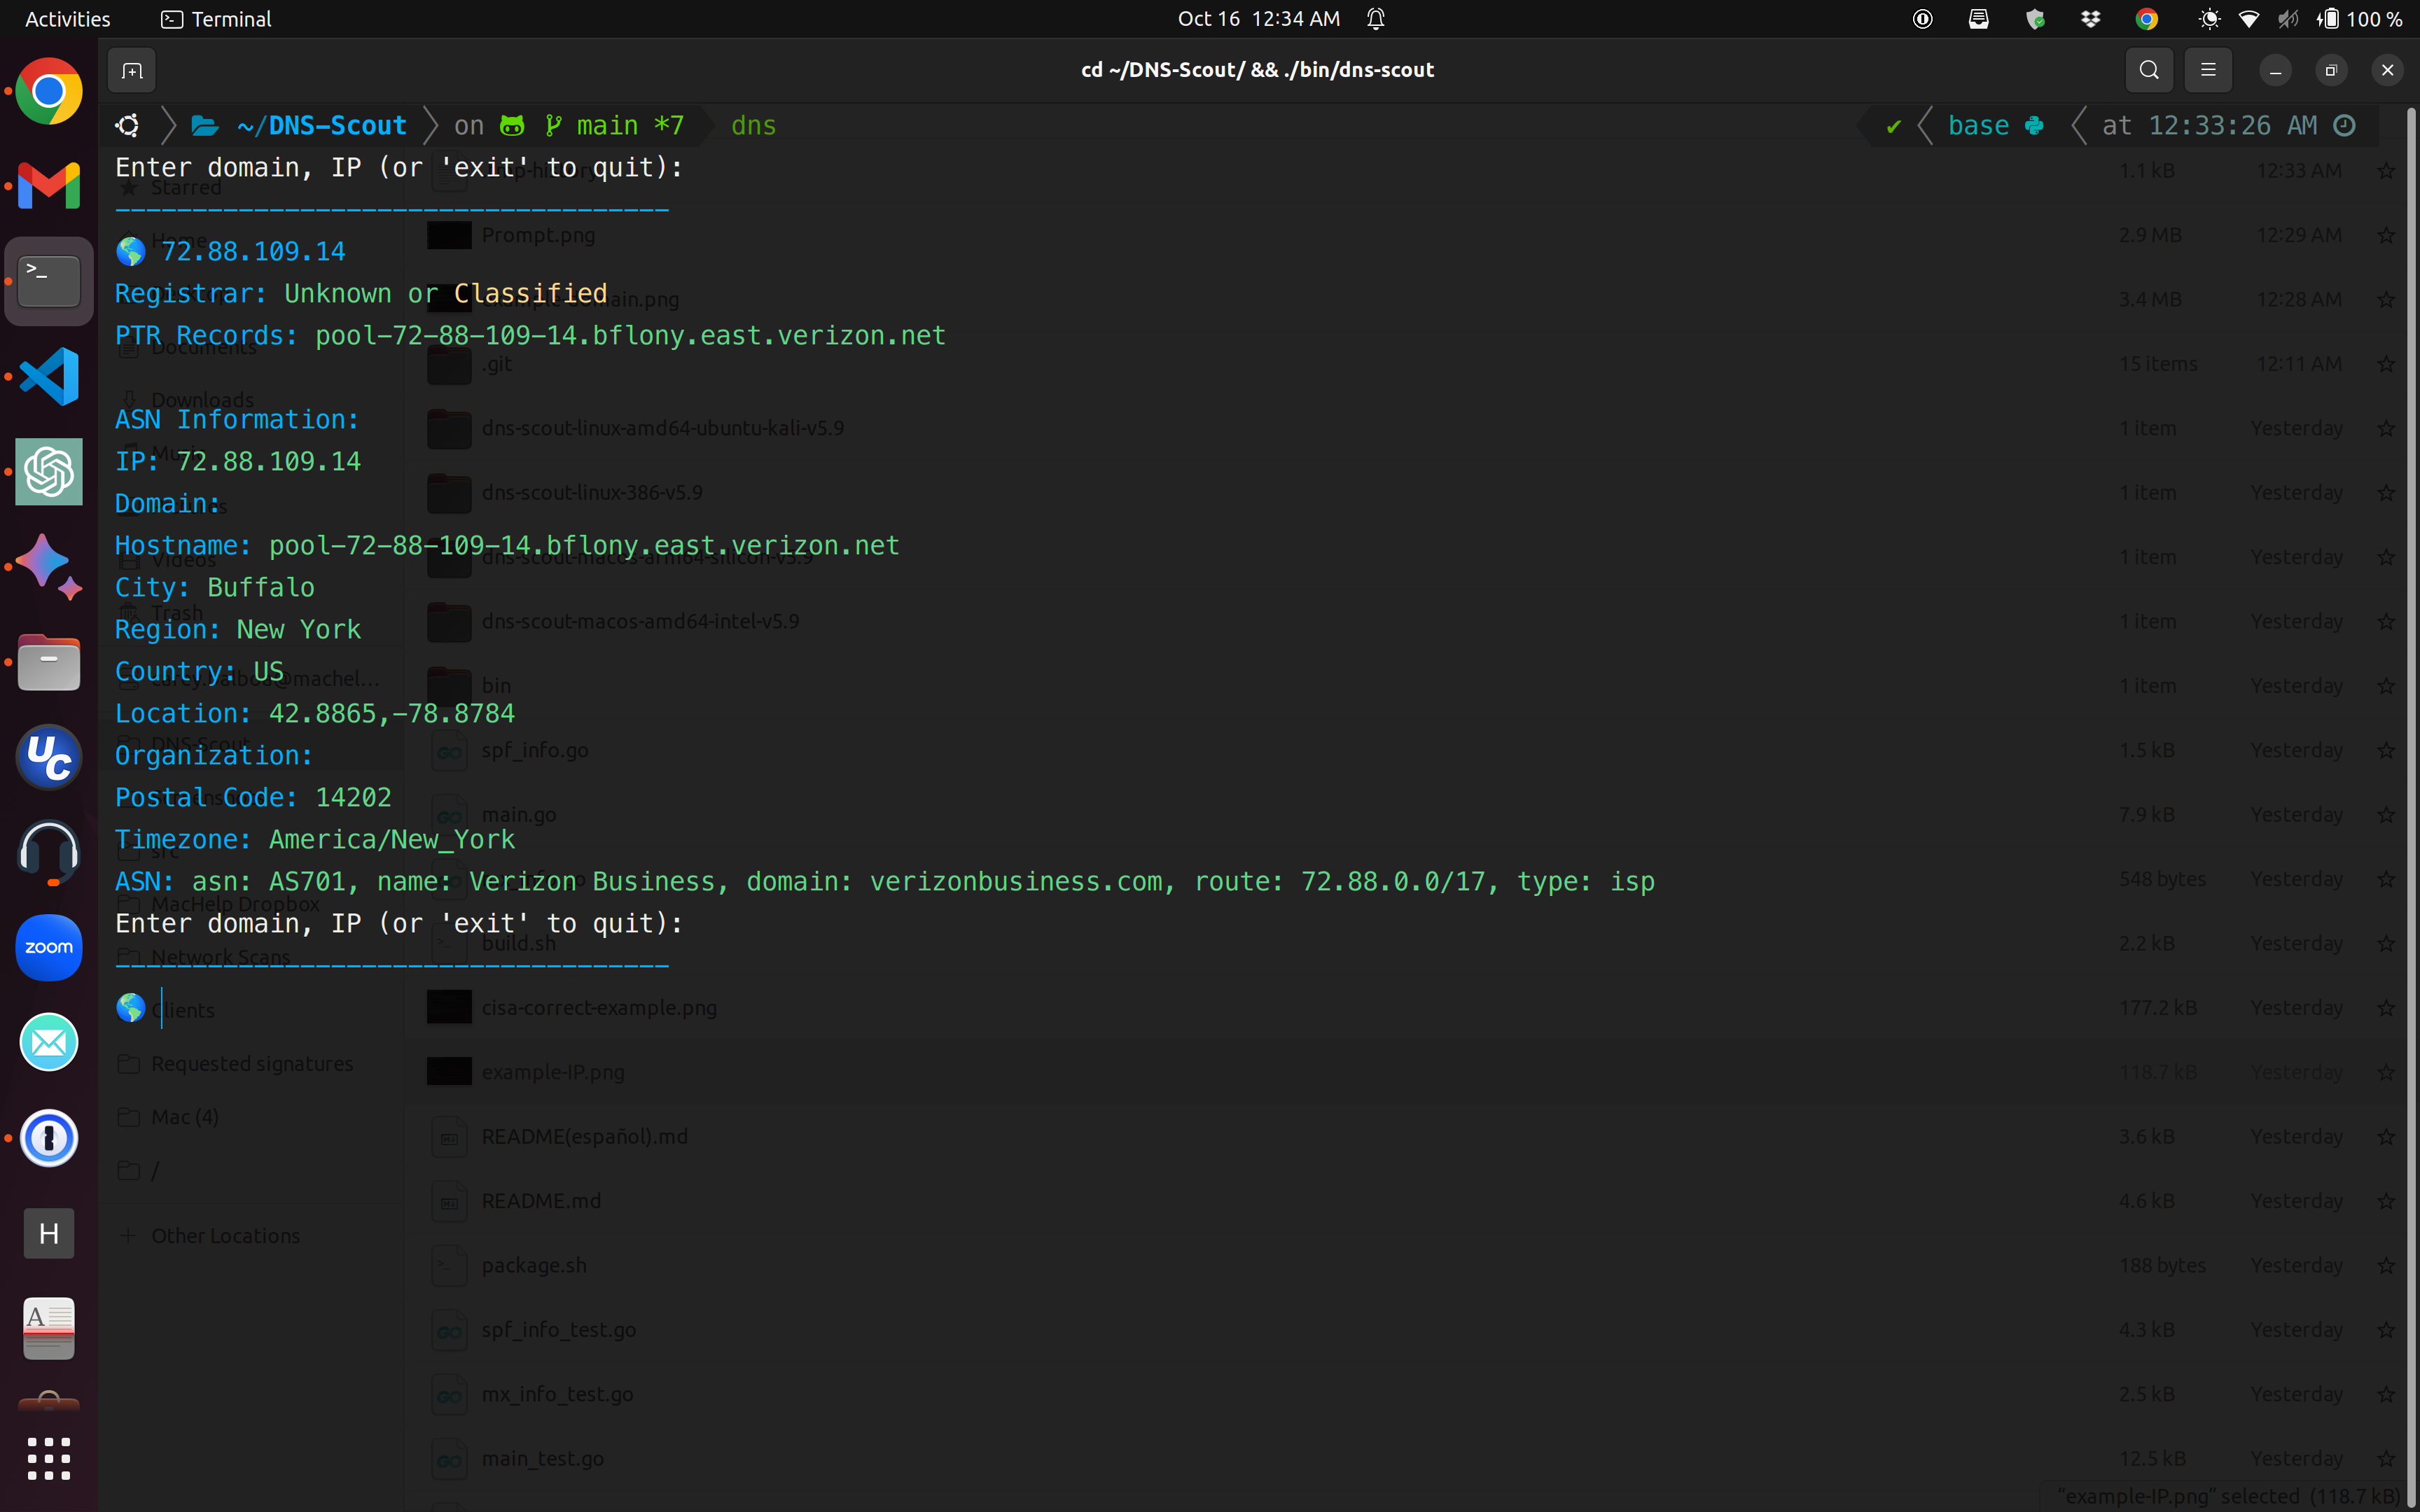 Activities Terminal Oct 16 12:34 AM 100 %
cd ~/DNS-Scout/ && ./bin/dns-scout
~/DNS-Scout on main *7 dns ✔ base at 12:33:26 AM
Enter domain, IP (or 'exit' to quit):
------------------------------------
72.88.109.14
Registrar: Unknown or Classified
PTR Records: pool-72-88-109-14.bflony.east.verizon.net
ASN Information:
IP: 72.88.109.14
Domain:
Hostname: pool-72-88-109-14.bflony.east.verizon.net
City: Buffalo
Region: New York
Country: US
Location: 42.8865,-78.8784
Organization:
Postal Code: 14202
Timezone: America/New_York
ASN: asn: AS701, name: Verizon Business, domain: verizonbusiness.com, route: 72.88.0.0/17, type: isp
Enter domain, IP (or 'exit' to quit):
------------------------------------
Starred
Home
Documents
Downloads
Videos
Trash
DNS-Scout
src
MacHelp Dropbox
Network Scans
Clients
Requested signatures
Mac (4)
/
Other Locations
1.1 kB 12:33 AM
Prompt.png 2.9 MB 12:29 AM
3.4 MB 12:28 AM
.git 15 items 12:11 AM
dns-scout-linux-amd64-ubuntu-kali-v5.9 1 item Yesterday
dns-scout-linux-386-v5.9 1 item Yesterday
dns-scout-macos-arm64-silicon-v5.9 1 item Yesterday
dns-scout-macos-amd64-intel-v5.9 1 item Yesterday
bin 1 item Yesterday
spf_info.go 1.5 kB Yesterday
main.go 7.9 kB Yesterday
548 bytes Yesterday
build.sh 2.2 kB Yesterday
cisa-correct-example.png 177.2 kB Yesterday
example-IP.png 118.7 kB Yesterday
README(español).md 3.6 kB Yesterday
README.md 4.6 kB Yesterday
package.sh 188 bytes Yesterday
spf_info_test.go 4.3 kB Yesterday
mx_info_test.go 2.5 kB Yesterday
main_test.go 12.5 kB Yesterday
"example-IP.png" selected (118.7 kB)
UC
zoom
H
A